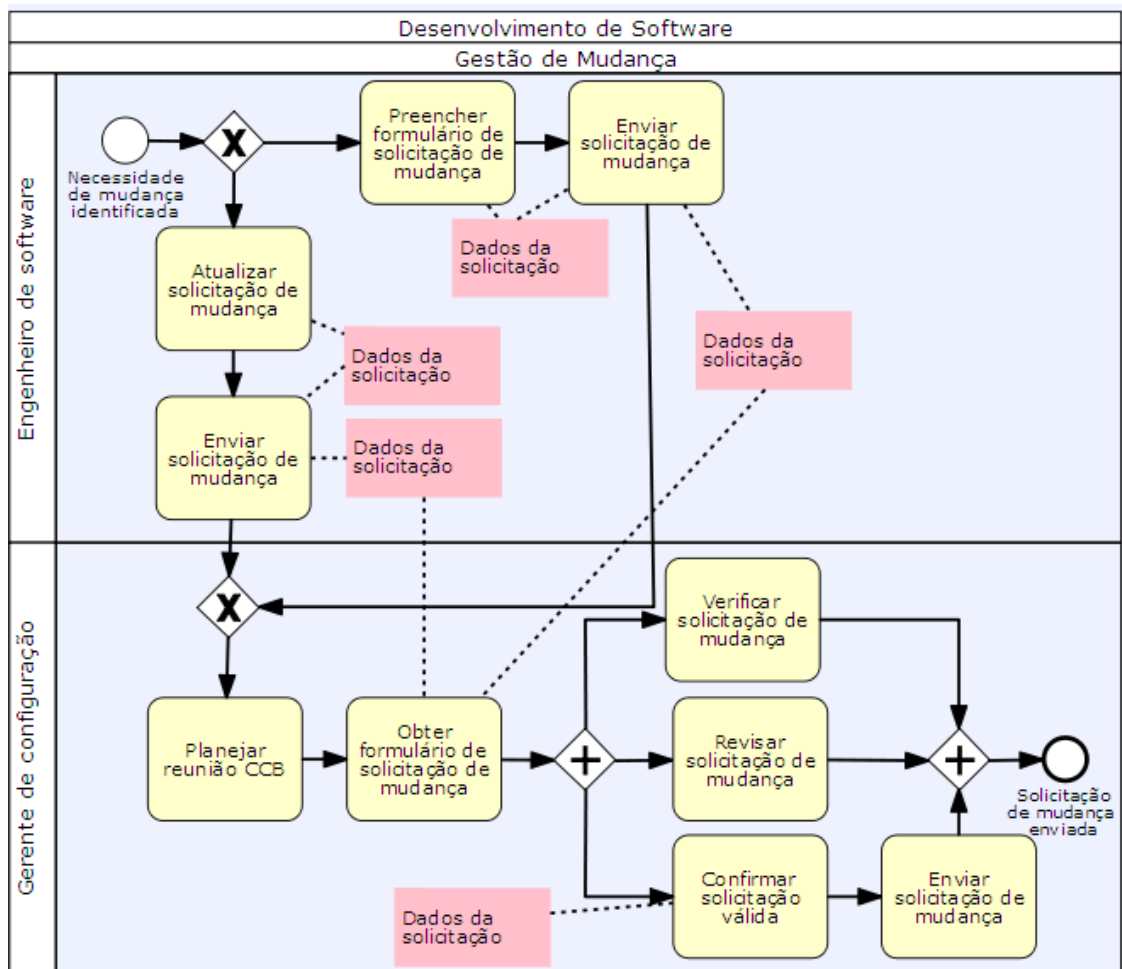 Desenvolvimento de Software
Gestão de Mudança
Engenheiro de software
Necessidade
de mudança
identificada
X
Preencher
formulário de
solicitação de
mudança
Enviar
solicitação de
mudança
Dados da
solicitação
Atualizar
solicitação de
mudança
Dados da
solicitação
Dados da
solicitação
Enviar
solicitação de
mudança
Dados da
solicitação
Gerente de configuração
X
Planejar
reunião CCB
Obter
formulário de
solicitação de
mudança
+
Verificar
solicitação de
mudança
Revisar
solicitação de
mudança
Confirmar
solicitação
válida
Enviar
solicitação de
mudança
+
Solicitação
de mudança
enviada
Dados da
solicitação